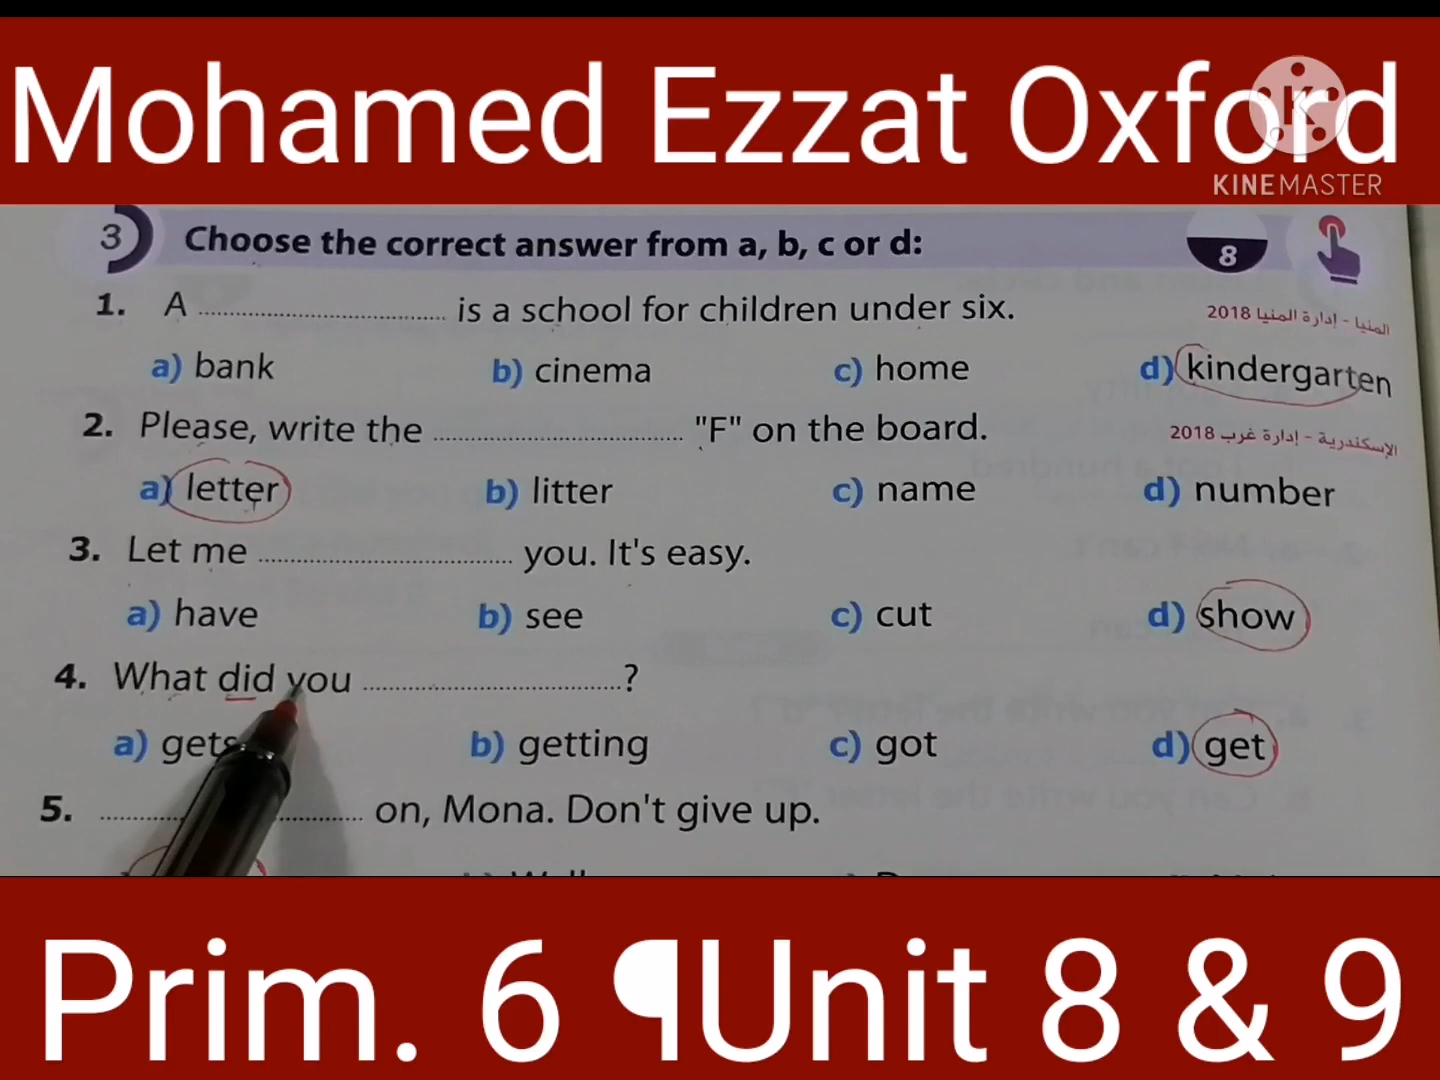 Mohamed Ezzat Oxford
KINEMASTER
3 Choose the correct answer from a, b, c or d: 8
1. A ........................ is a school for children under six. المنيا - إدارة المنيا 2018
a) bank b) cinema c) home d) kindergarten
2. Please, write the ........................ "F" on the board. الإسكندرية - إدارة غرب 2018
a) letter b) litter c) name d) number
3. Let me ........................ you. It's easy.
a) have b) see c) cut d) show
4. What did you ........................?
a) gets b) getting c) got d) get
5. ........................ on, Mona. Don't give up.
Prim. 6 ¶Unit 8 & 9